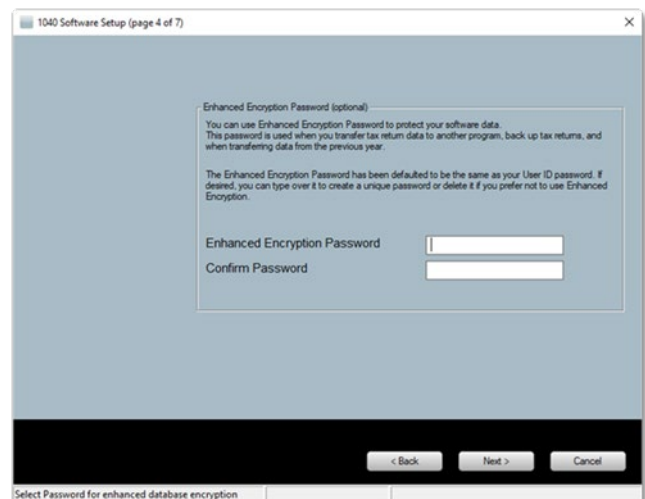 1040 Software Setup (page 4 of 7)
Enhanced Encryption Password (optional)
You can use Enhanced Encryption Password to protect your software data.
This password is used when you transfer tax return data to another program, back up tax returns, and
when transferring data from the previous year.
The Enhanced Encryption Password has been defaulted to be the same as your User ID password. If
desired, you can type over it to create a unique password or delete it if you prefer not to use Enhanced
Encryption.
Enhanced Encryption Password
Confirm Password
< Back Next > Cancel
Select Password for enhanced database encryption